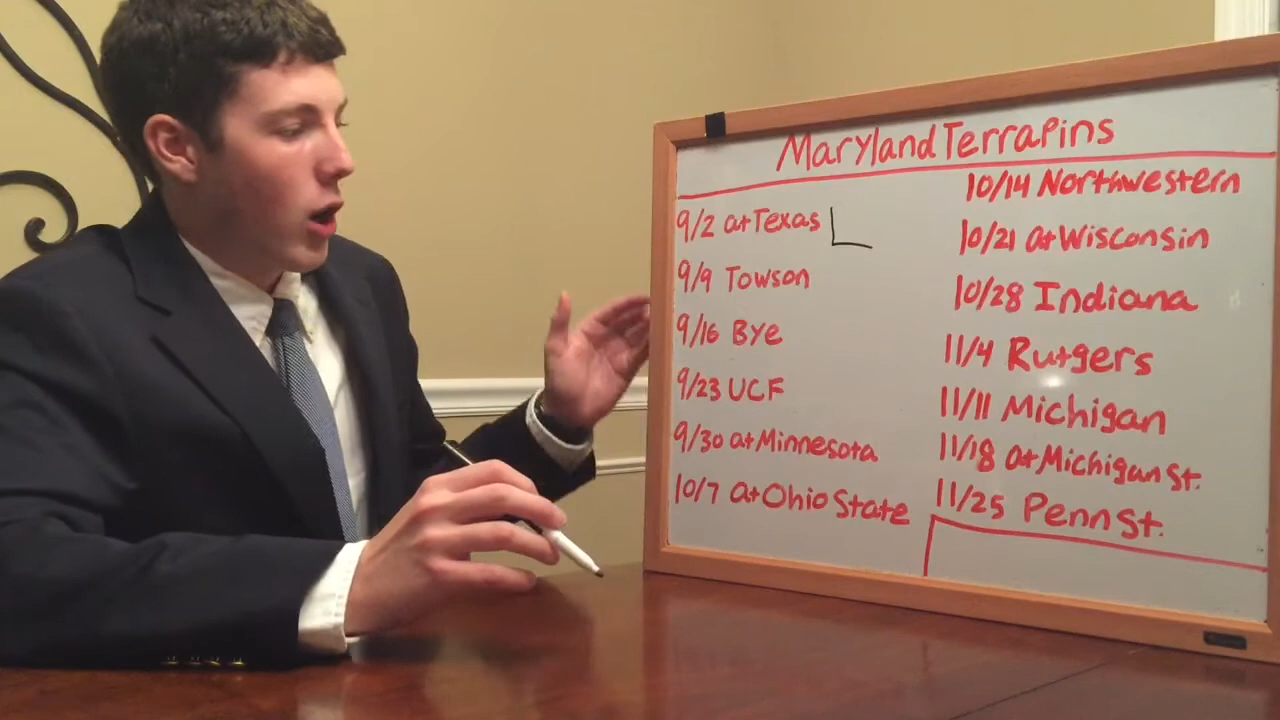 Maryland Terrapins
9/2 at Texas L
9/9 Towson
9/16 Bye
9/23 UCF
9/30 at Minnesota
10/7 at Ohio State
10/14 Northwestern
10/21 at Wisconsin
10/28 Indiana
11/4 Rutgers
11/11 Michigan
11/18 at Michigan St.
11/25 Penn St.